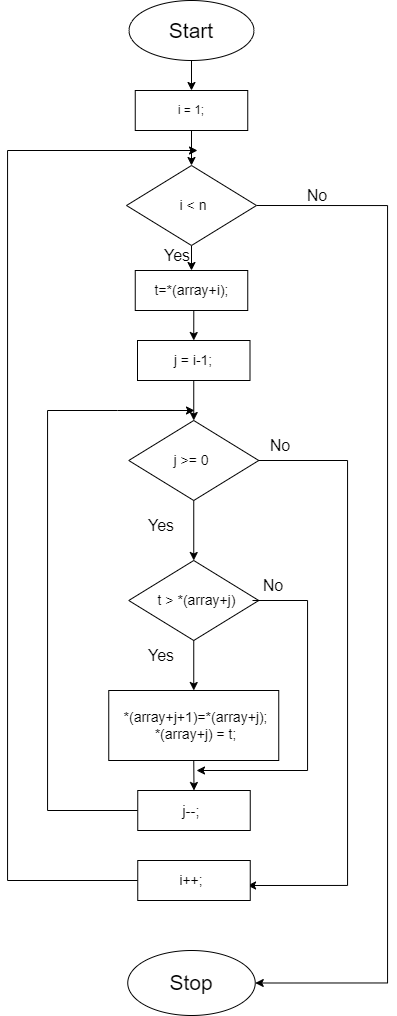 Start
i = 1;
i < n
No
Yes
t=*(array+i);
j = i-1;
j >= 0
No
Yes
t > *(array+j)
No
Yes
*(array+j+1)=*(array+j);
*(array+j) = t;
j--;
i++;
Stop